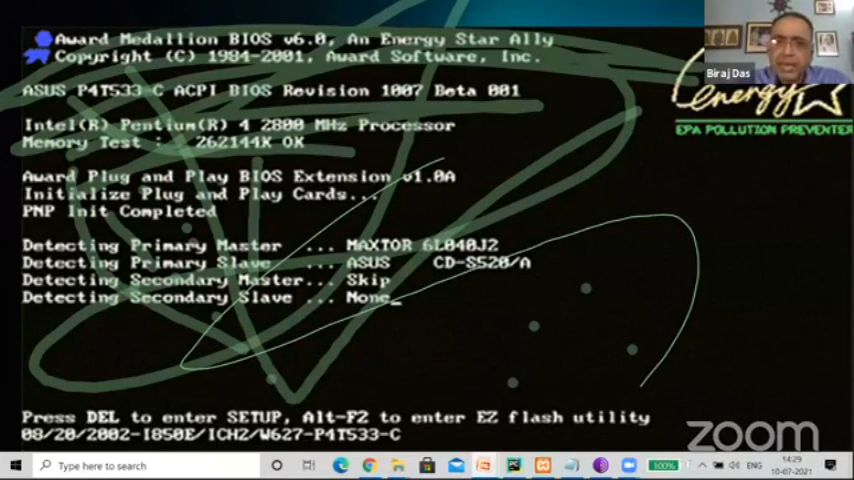 Award Medallion BIOS v6.0, An Energy Star Ally
Copyright (C) 1984-2001, Award Software, Inc.
Biraj Das
energy
EPA POLLUTION PREVENTER
ASUS P4T533-C ACPI BIOS Revision 1007 Beta 001
Intel(R) Pentium(R) 4 2800 MHz Processor
Memory Test : 262144K OK
Award Plug and Play BIOS Extension v1.0A
Initialize Plug and Play Cards...
PNP Init Completed
Detecting Primary Master ... MAXTOR 6L040J2
Detecting Primary Slave ... ASUS CD-S520/A
Detecting Secondary Master... Skip
Detecting Secondary Slave ... None_
Press DEL to enter SETUP, Alt-F2 to enter EZ flash utility
08/20/2002-I850E/ICH2/W627-P4T533-C
zoom
Type here to search
100%
ENG
14:29
10-07-2021